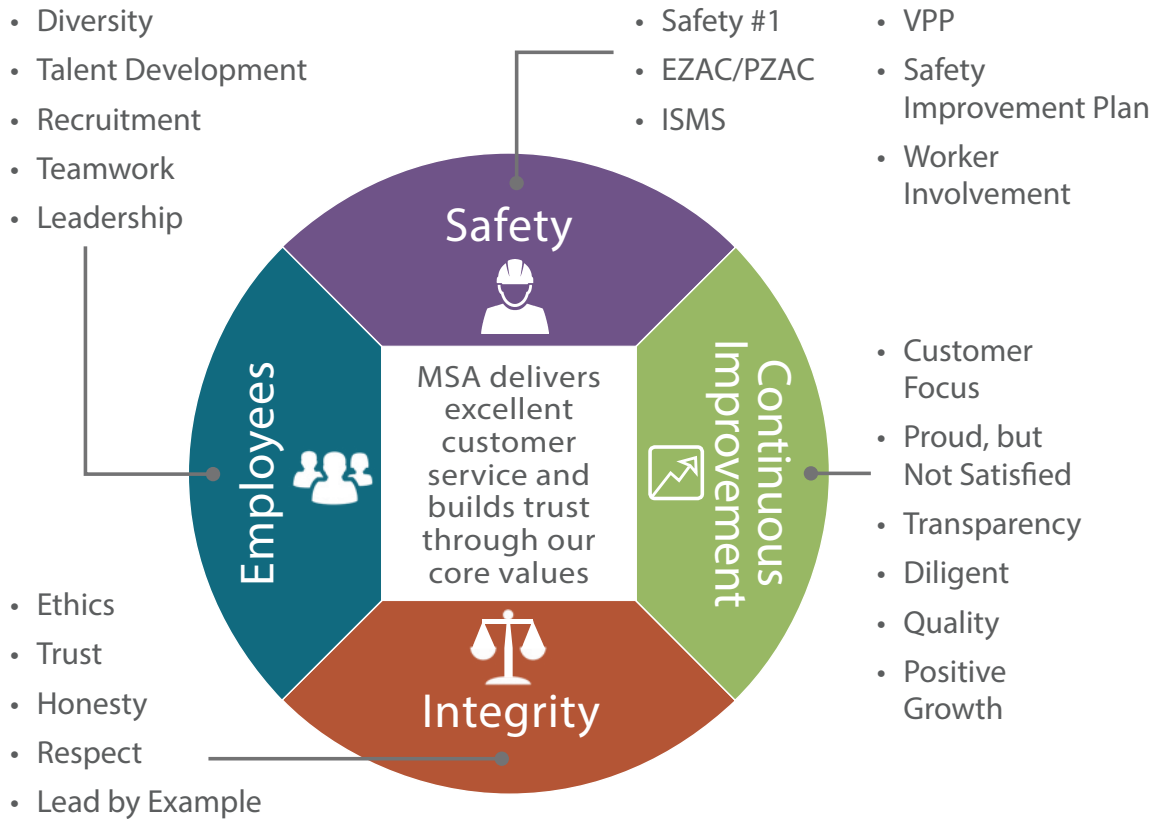 • Diversity
• Talent Development
• Recruitment
• Teamwork
• Leadership
• Safety #1
• EZAC/PZAC
• ISMS
• VPP
• Safety
Improvement Plan
• Worker
Involvement
Safety
Employees
MSA delivers
excellent
customer
service and
builds trust
through our
core values
Continuous
Improvement
• Customer
Focus
• Proud, but
Not Satisfied
• Transparency
• Diligent
• Quality
• Positive
Growth
• Ethics
• Trust
• Honesty
• Respect
• Lead by Example
Integrity